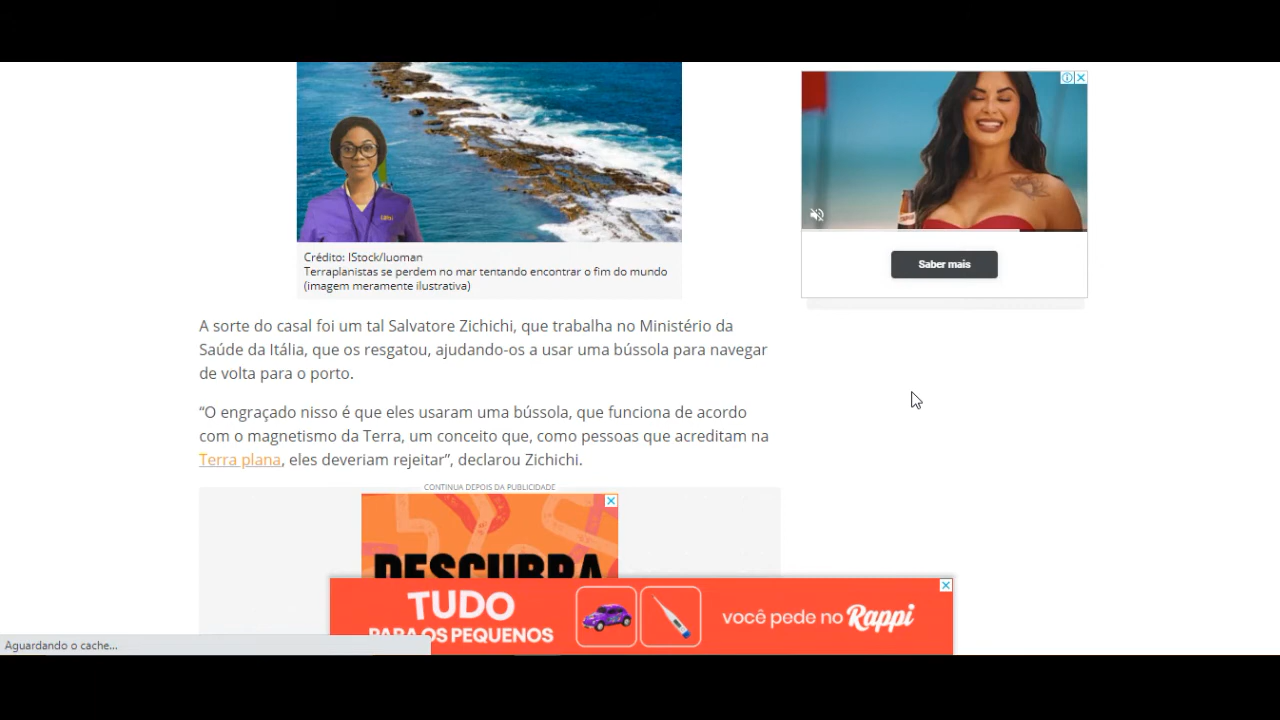 Crédito: IStock/luoman
Terraplanistas se perdem no mar tentando encontrar o fim do mundo
(imagem meramente ilustrativa)
Saber mais
A sorte do casal foi um tal Salvatore Zichichi, que trabalha no Ministério da
Saúde da Itália, que os resgatou, ajudando-os a usar uma bússola para navegar
de volta para o porto.
“O engraçado nisso é que eles usaram uma bússola, que funciona de acordo
com o magnetismo da Terra, um conceito que, como pessoas que acreditam na
Terra plana, eles deveriam rejeitar”, declarou Zichichi.
CONTINUA DEPOIS DA PUBLICIDADE
DESCUBRA
TUDO
PARA OS PEQUENOS
você pede no Rappi
Aguardando o cache...